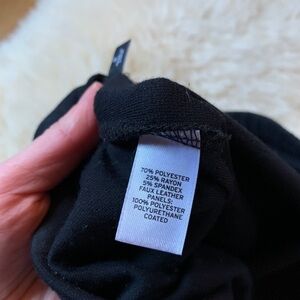 70% POLYESTER
25% RAYON
5% SPANDEX
FAUX LEATHER
PANELS:
100% POLYESTER
POLYURETHANE
COATED